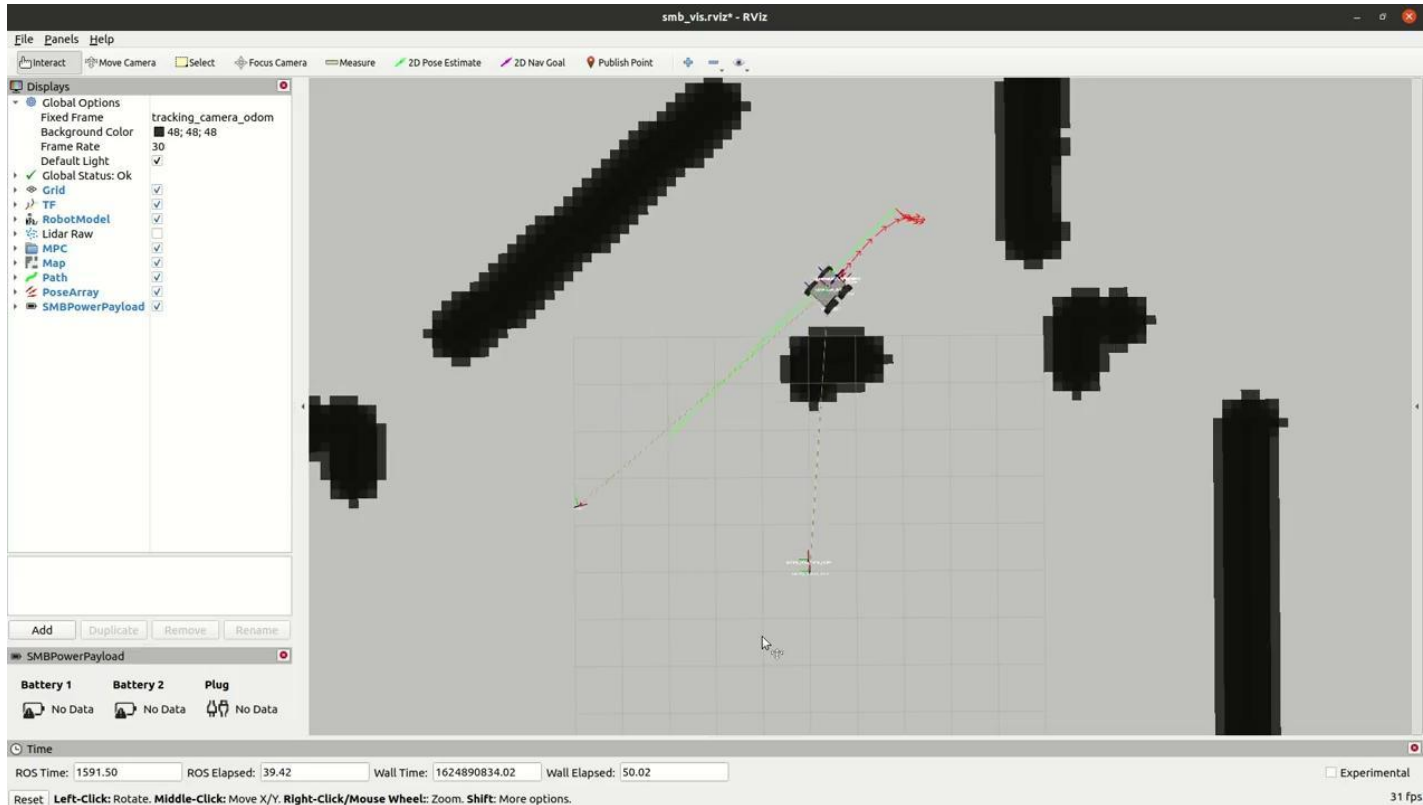 smb_vis.rviz* - RViz
File Panels Help
Interact Move Camera Select Focus Camera Measure 2D Pose Estimate 2D Nav Goal Publish Point
Displays
Global Options
Fixed Frame tracking_camera_odom
Background Color 48; 48; 48
Frame Rate 30
Default Light
Global Status: Ok
Grid
TF
RobotModel
Lidar Raw
MPC
Map
Path
PoseArray
SMBPowerPayload
Add Duplicate Remove Rename
SMBPowerPayload
Battery 1 Battery 2 Plug
No Data No Data No Data
Time
ROS Time: 1591.50 ROS Elapsed: 39.42 Wall Time: 1624890834.02 Wall Elapsed: 50.02 Experimental
Reset Left-Click: Rotate. Middle-Click: Move X/Y. Right-Click/Mouse Wheel:: Zoom. Shift: More options. 31 fps